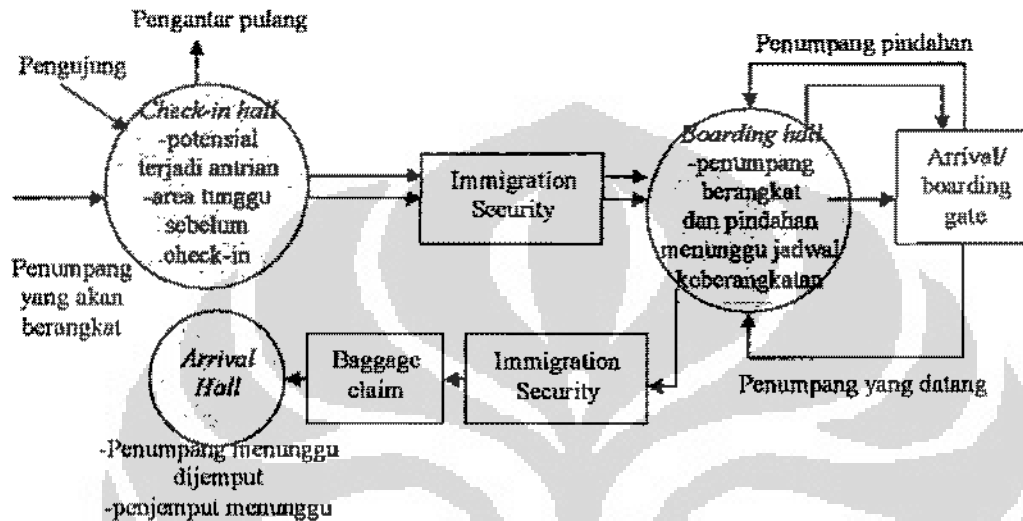 Pengantar pulang
Pengujung
Check-in hall
-potensial
terjadi antrian
-area tunggu
sebelum
check-in
Penumpang
yang akan
berangkat
Immigration
Security
Penumpang pindahan
Boarding hall
-penumpang
berangkat
dan pindahan
menunggu jadwal
keberangkatan
Arrival/
boarding
gate
Penumpang yang datang
Immigration
Security
Baggage
claim
Arrival
Hall
-Penumpang menunggu
dijemput
-penjemput menunggu